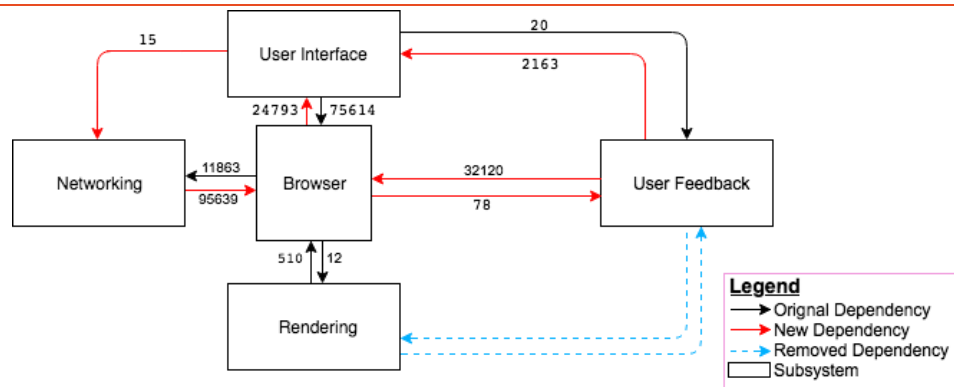 15
User Interface
20
2163
24793
75614
Networking
11863
95639
Browser
32120
78
User Feedback
510
12
Rendering
Legend
Orignal Dependency
New Dependency
Removed Dependency
Subsystem